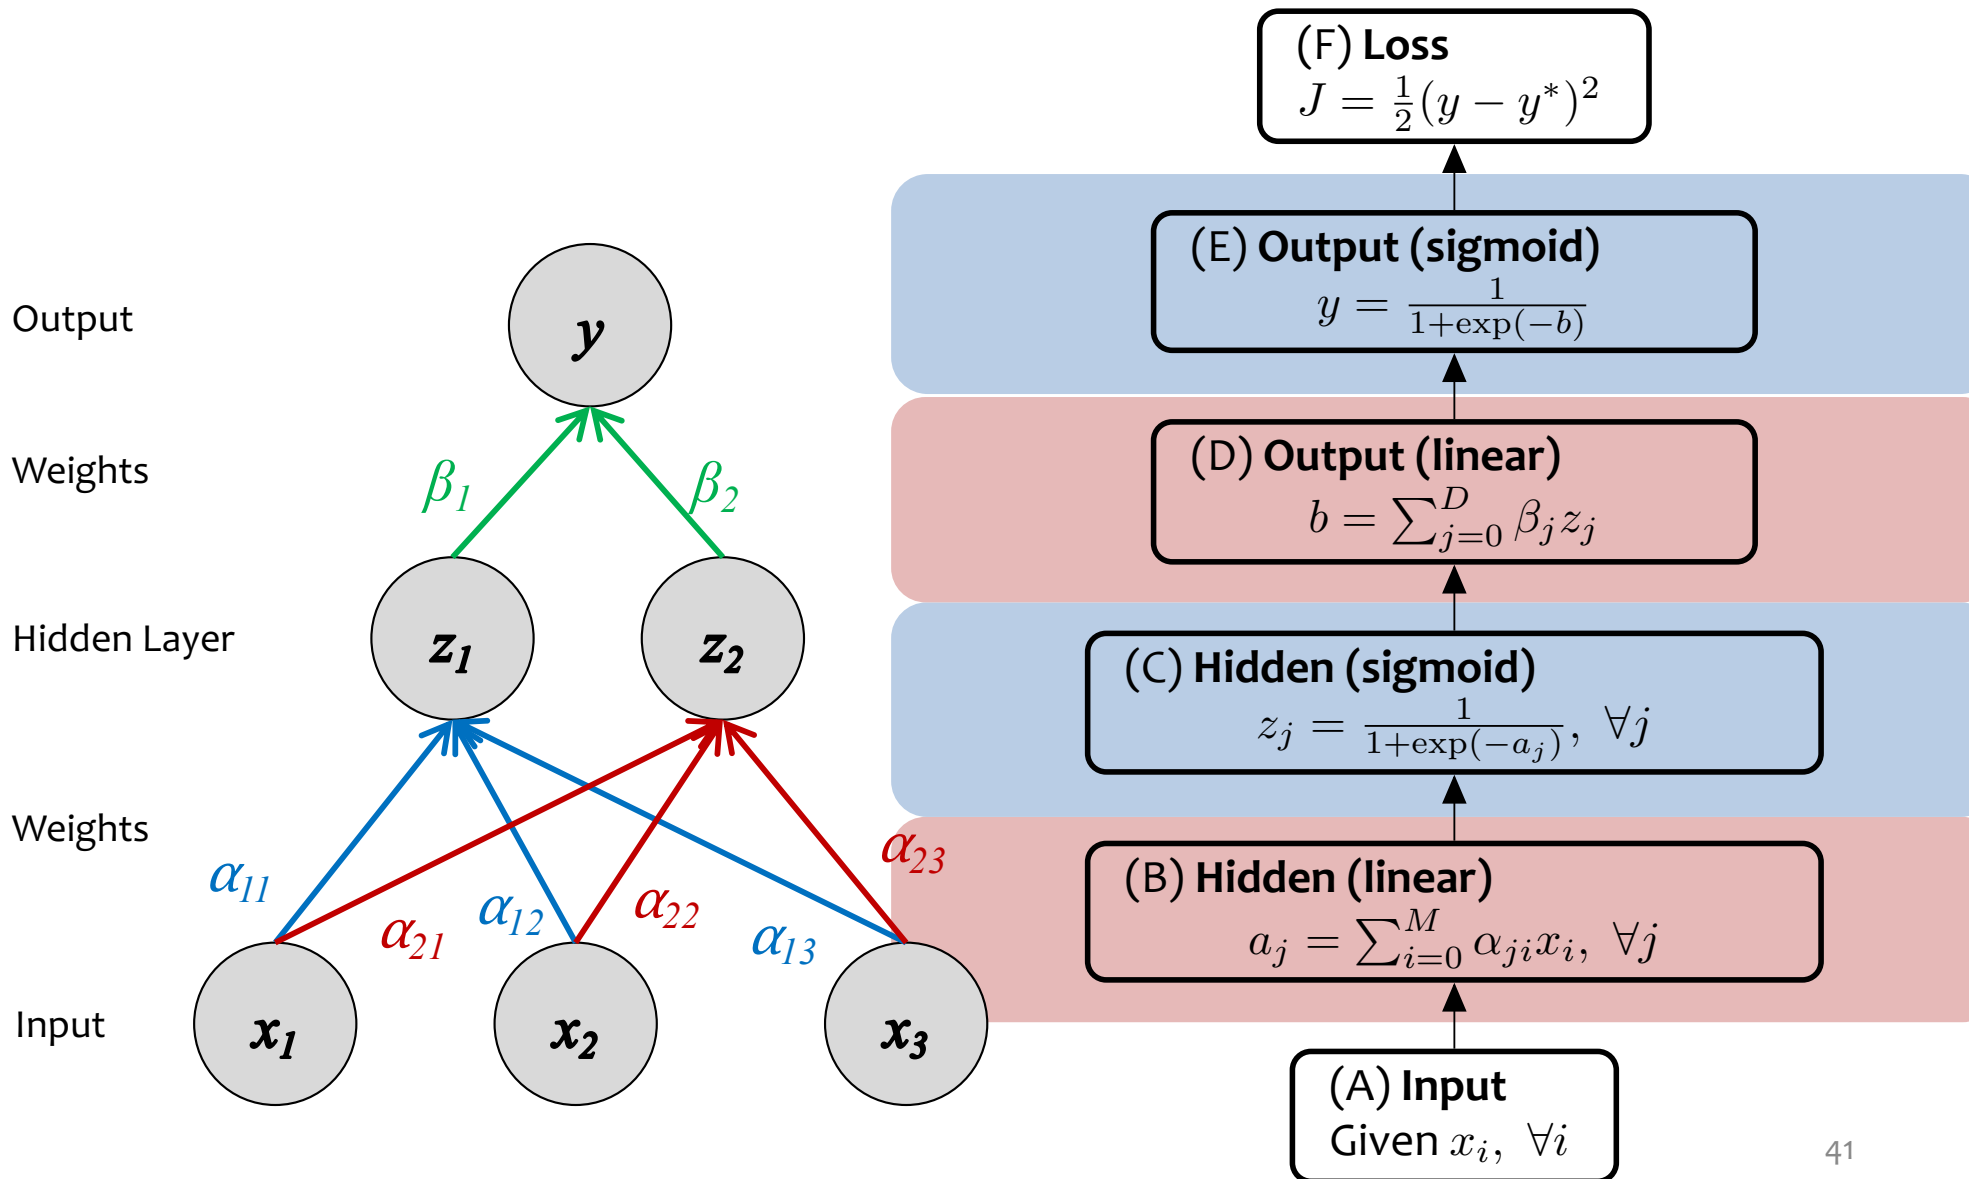 Output
Weights
Hidden Layer
Weights
Input
y
β1
β2
z1
z2
α11
α21
α12
α22
α13
α23
x1
x2
x3
(F) Loss
J = 1/2 (y − y*)²
(E) Output (sigmoid)
y = 1/(1+exp(−b))
(D) Output (linear)
b = ∑_{j=0}^{D} β_j z_j
(C) Hidden (sigmoid)
z_j = 1/(1+exp(−a_j)), ∀j
(B) Hidden (linear)
a_j = ∑_{i=0}^{M} α_{ji} x_i, ∀j
(A) Input
Given x_i, ∀i
41